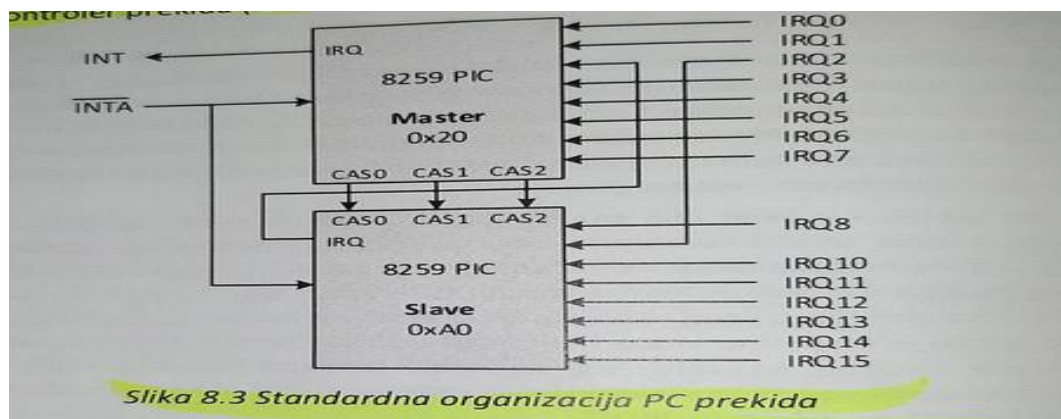 ontroler prekida
INT
IRQ
8259 PIC
Master
0x20
CAS0 CAS1 CAS2
INTA
IRQ0
IRQ1
IRQ2
IRQ3
IRQ4
IRQ5
IRQ6
IRQ7
CAS0 CAS1 CAS2
IRQ
8259 PIC
Slave
0xA0
IRQ8
IRQ10
IRQ11
IRQ12
IRQ13
IRQ14
IRQ15
Slika 8.3 Standardna organizacija PC prekida